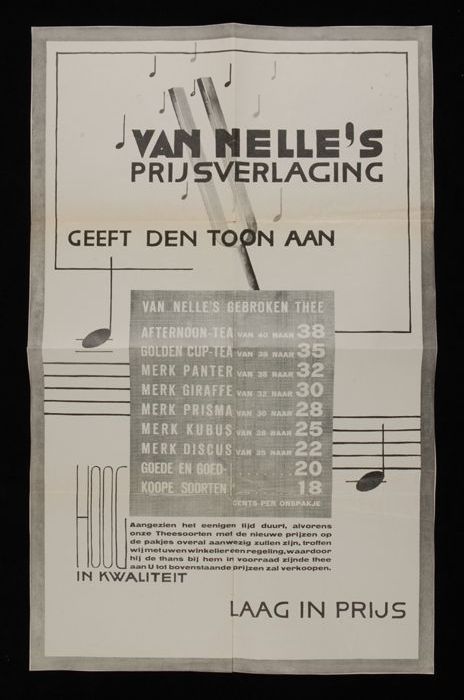 VAN NELLE'S
PRIJSVERLAGING
GEEFT DEN TOON AAN
VAN NELLE'S GEBROKEN THEE
AFTERNOON-TEA VAN 40 NAAR 38
GOLDEN CUP-TEA VAN 38 NAAR 35
MERK PANTER VAN 35 NAAR 32
MERK GIRAFFE VAN 32 NAAR 30
MERK PRISMA VAN 30 NAAR 28
MERK KUBUS VAN 28 NAAR 25
MERK DISCUS VAN 25 NAAR 22
GOEDE EN GOED- 20
KOOPE SOORTEN 18
CENTS PER ONSPAKJE
Aangezien het eenigen tijd duurt, alvorens
onze Theesoorten met de nieuwe prijzen op
de pakjes overal aanwezig zullen zijn, troffen
wij met uwen winkelier een regeling, waardoor
hij de thans bij hem in voorraad zijnde thee
aan U tot bovenstaande prijzen zal verkoopen.
HOOG
IN KWALITEIT
LAAG IN PRIJS